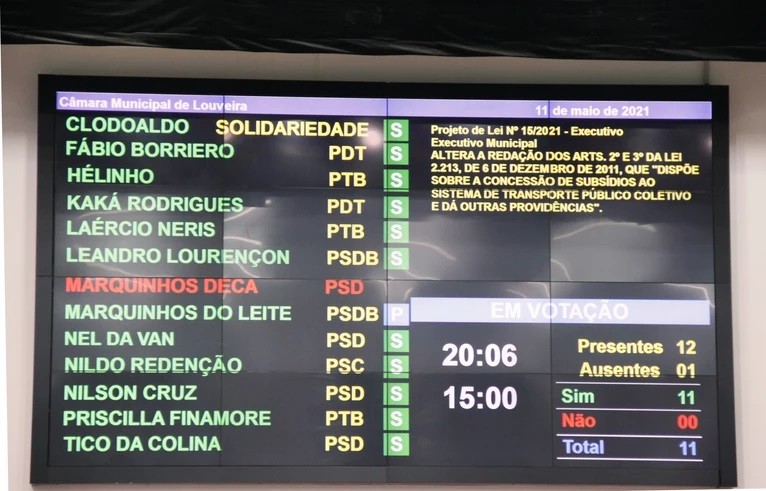 Câmara Municipal de Louveira 11 de maio de 2021
CLODOALDO SOLIDARIEDADE S
FÁBIO BORRIERO PDT S
HÉLINHO PTB S
KAKÁ RODRIGUES PDT S
LAÉRCIO NERIS PTB S
LEANDRO LOURENÇON PSDB S
MARQUINHOS DECA PSD
MARQUINHOS DO LEITE PSDB P
NEL DA VAN PSD S
NILDO REDENÇÃO PSC S
NILSON CRUZ PSD S
PRISCILLA FINAMORE PTB S
TICO DA COLINA PSD S
Projeto de Lei Nº 15/2021 - Executivo
Executivo Municipal
ALTERA A REDAÇÃO DOS ARTS. 2º E 3º DA LEI
2.213, DE 6 DE DEZEMBRO DE 2011, QUE "DISPÕE
SOBRE A CONCESSÃO DE SUBSÍDIOS AO
SISTEMA DE TRANSPORTE PÚBLICO COLETIVO
E DÁ OUTRAS PROVIDÊNCIAS".
EM VOTAÇÃO
20:06
15:00
Presentes 12
Ausentes 01
Sim 11
Não 00
Total 11